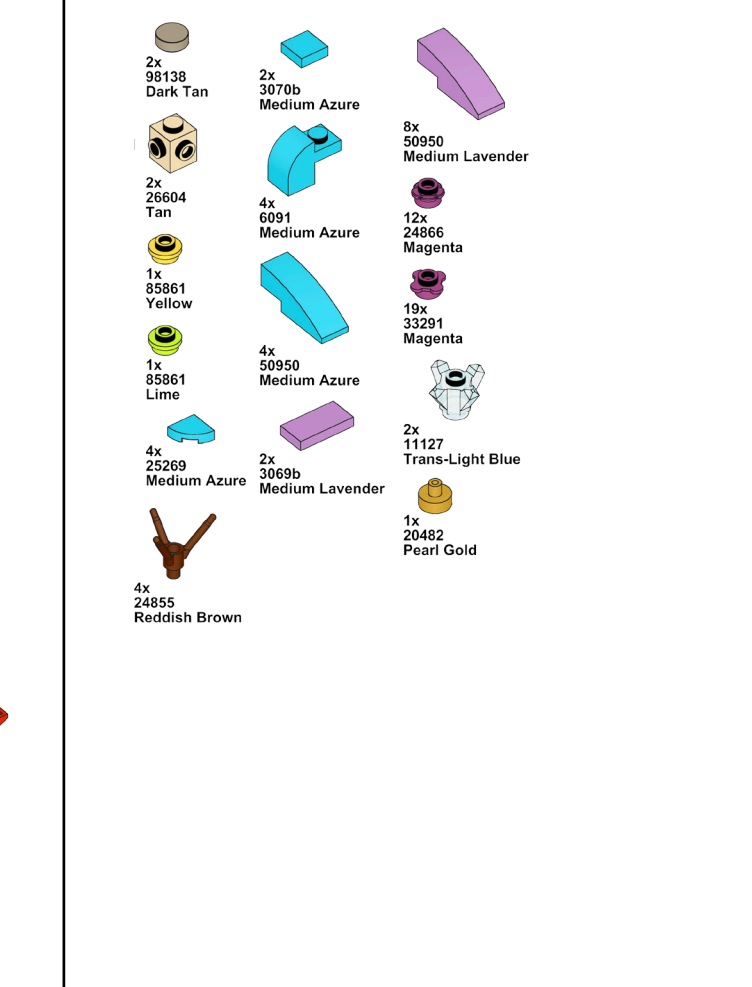 2x
98138
Dark Tan
2x
26604
Tan
1x
85861
Yellow
1x
85861
Lime
4x
25269
Medium Azure
4x
24855
Reddish Brown
2x
3070b
Medium Azure
4x
6091
Medium Azure
4x
50950
Medium Azure
2x
3069b
Medium Lavender
8x
50950
Medium Lavender
12x
24866
Magenta
19x
33291
Magenta
2x
11127
Trans-Light Blue
1x
20482
Pearl Gold